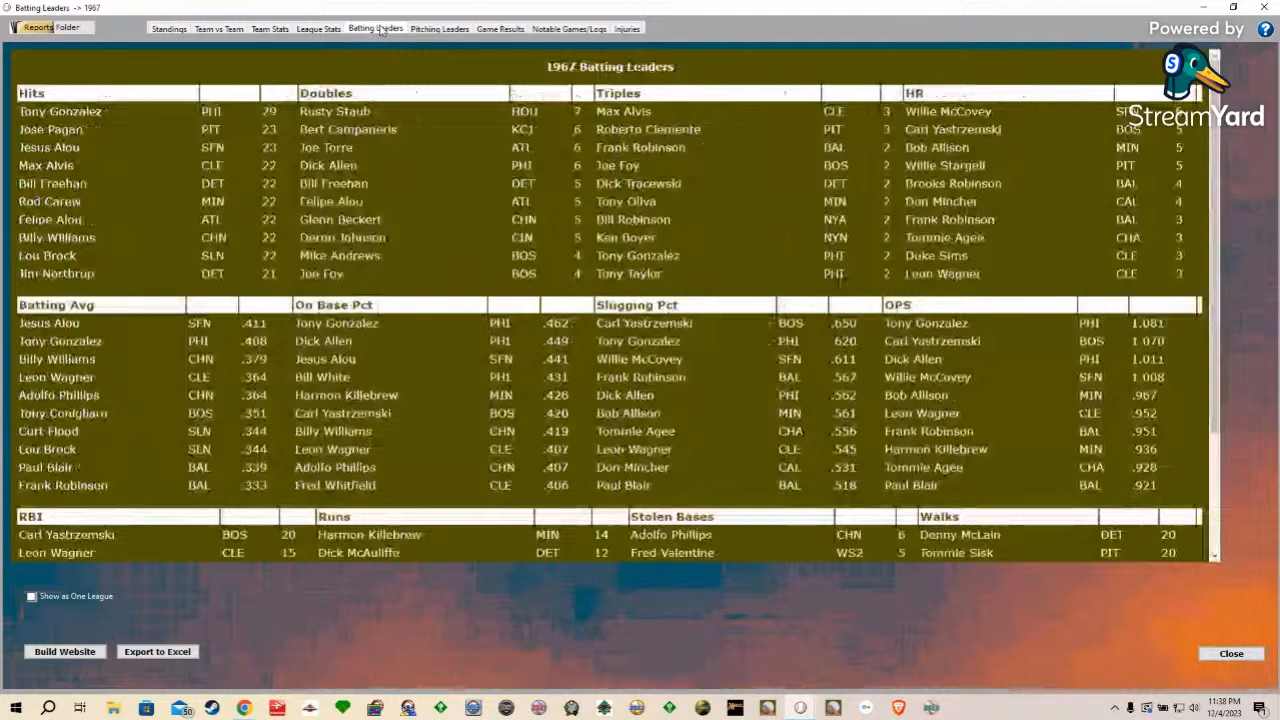 Batting Leaders -> 1967
Reports Folder Standings Team vs Team Team Stats League Stats Batting Leaders Pitching Leaders Game Results Notable Games/Logs Injuries
Powered by
StreamYard
1967 Batting Leaders
Hits Doubles Triples HR
Tony Gonzalez PHI 29 Rusty Staub HOU 7 Max Alvis CLE 3 Willie McCovey SFN
Jose Pagan PIT 23 Bert Campaneris KC1 6 Roberto Clemente PIT 3 Carl Yastrzemski BOS 5
Jesus Alou SFN 23 Joe Torre ATL 6 Frank Robinson BAL 2 Bob Allison MIN 5
Max Alvis CLE 22 Dick Allen PHI 6 Joe Foy BOS 2 Willie Stargell PIT 5
Bill Freehan DET 22 Bill Freehan DET 5 Dick Tracewski DET 2 Brooks Robinson BAL 4
Rod Carew MIN 22 Felipe Alou ATL 5 Tony Oliva MIN 2 Don Mincher CAL 4
Felipe Alou ATL 22 Glenn Beckert CHN 5 Bill Robinson NYA 2 Frank Robinson BAL 3
Billy Williams CHN 22 Deron Johnson CIN 5 Ken Boyer NYN 2 Tommie Agee CHA 3
Lou Brock SLN 22 Mike Andrews BOS 4 Tony Gonzalez PHI 2 Duke Sims CLE 3
Jim Northrup DET 21 Joe Foy BOS 4 Tony Taylor PHI 2 Leon Wagner CLE 3
Batting Avg On Base Pct Slugging Pct OPS
Jesus Alou SFN .411 Tony Gonzalez PHI .462 Carl Yastrzemski BOS .650 Tony Gonzalez PHI 1.081
Tony Gonzalez PHI .408 Dick Allen PHI .449 Tony Gonzalez PHI .620 Carl Yastrzemski BOS 1.070
Billy Williams CHN .379 Jesus Alou SFN .441 Willie McCovey SFN .611 Dick Allen PHI 1.011
Leon Wagner CLE .364 Bill White PHI .431 Frank Robinson BAL .567 Willie McCovey SFN 1.008
Adolfo Phillips CHN .364 Harmon Killebrew MIN .426 Dick Allen PHI .562 Bob Allison MIN .967
Tony Conigliaro BOS .351 Carl Yastrzemski BOS .420 Bob Allison MIN .561 Leon Wagner CLE .952
Curt Flood SLN .344 Billy Williams CHN .419 Tommie Agee CHA .556 Frank Robinson BAL .951
Lou Brock SLN .344 Leon Wagner CLE .407 Leon Wagner CLE .545 Harmon Killebrew MIN .936
Paul Blair BAL .339 Adolfo Phillips CHN .407 Don Mincher CAL .531 Tommie Agee CHA .928
Frank Robinson BAL .333 Fred Whitfield CLE .406 Paul Blair BAL .518 Paul Blair BAL .921
RBI Runs Stolen Bases Walks
Carl Yastrzemski BOS 20 Harmon Killebrew MIN 14 Adolfo Phillips CHN 6 Denny McLain DET 20
Leon Wagner CLE 15 Dick McAuliffe DET 12 Fred Valentine WS2 5 Tommie Sisk PIT 20
Show as One League
Build Website Export to Excel Close
50
11:38 PM
12/4/2023